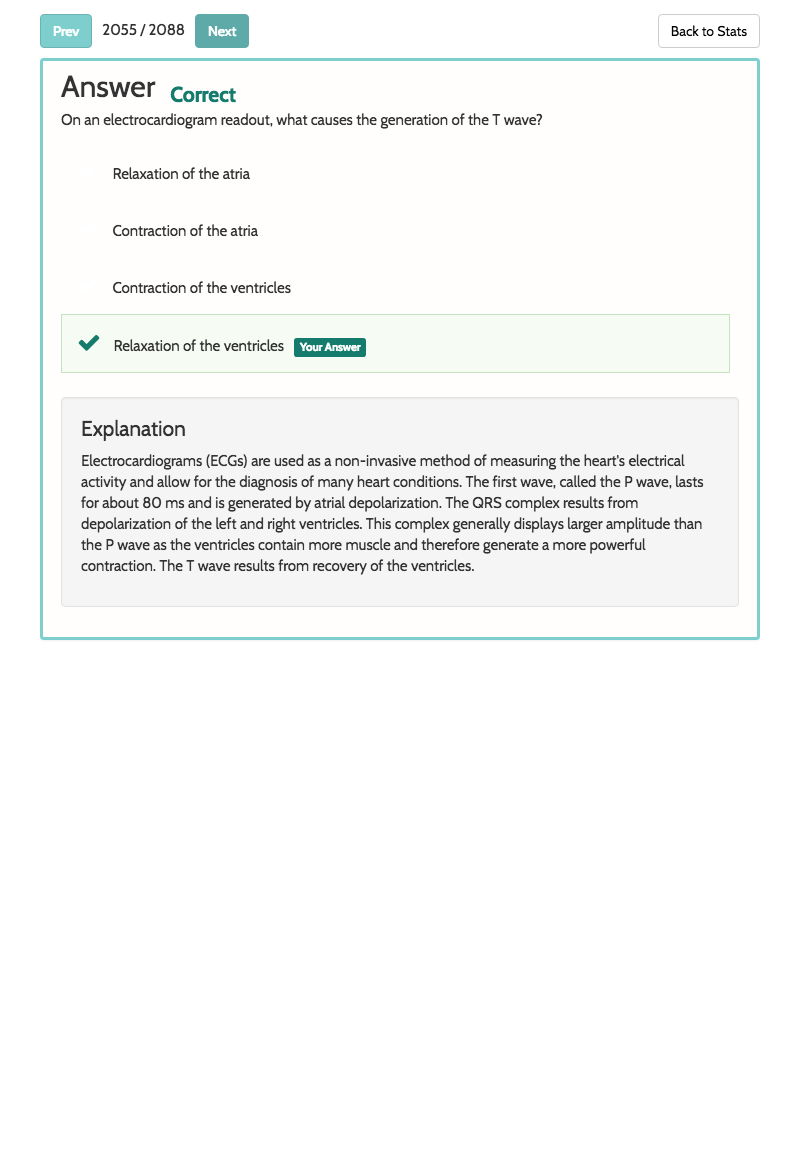 Prev 2055 / 2088 Next Back to Stats
Answer Correct
On an electrocardiogram readout, what causes the generation of the T wave?
Relaxation of the atria
Contraction of the atria
Contraction of the ventricles
Relaxation of the ventricles Your Answer
Explanation
Electrocardiograms (ECGs) are used as a non-invasive method of measuring the heart's electrical
activity and allow for the diagnosis of many heart conditions. The first wave, called the P wave, lasts
for about 80 ms and is generated by atrial depolarization. The QRS complex results from
depolarization of the left and right ventricles. This complex generally displays larger amplitude than
the P wave as the ventricles contain more muscle and therefore generate a more powerful
contraction. The T wave results from recovery of the ventricles.